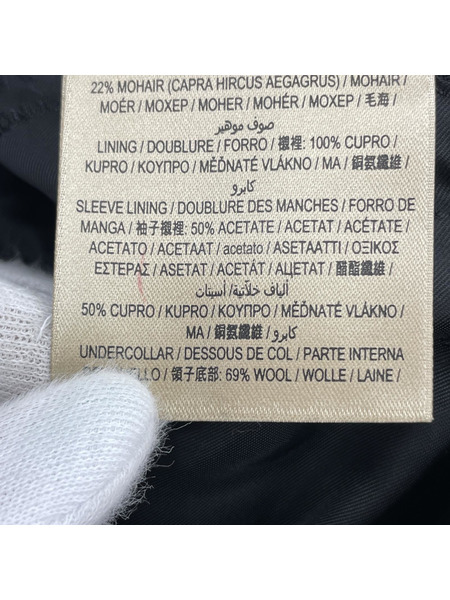 22% MOHAIR (CAPRA HIRCUS AEGAGRUS) / MOHAIR /
MOÉR / MOXEP / MOHER / MOHÉR / MOXEP / 毛海 /
صوف موهير
LINING / DOUBLURE / FORRO / 襯裡: 100% CUPRO /
KUPRO / ΚΟΥΠΡΟ / MĚĎNATÉ VLÁKNO / MA / 銅氨纖維 /
كابرو
SLEEVE LINING / DOUBLURE DES MANCHES / FORRO DE
MANGA / 袖子襯裡: 50% ACETATE / ACETAT / ACÉTATE /
ACETATO / ACETAAT / acetato / ASETAATTI / ΟΞΙΚΟΣ
ΕΣΤΕΡΑΣ / ASETAT / ACETÁT / АЦЕТАТ / 醋酯纖維 /
ألياف خلاّتية / أسيتات
50% CUPRO / KUPRO / ΚΟΥΠΡΟ / MĚĎNATÉ VLÁKNO /
MA / 銅氨纖維 / كابرو
UNDERCOLLAR / DESSOUS DE COL / PARTE INTERNA
/ 領子底部: 69% WOOL / WOLLE / LAINE /